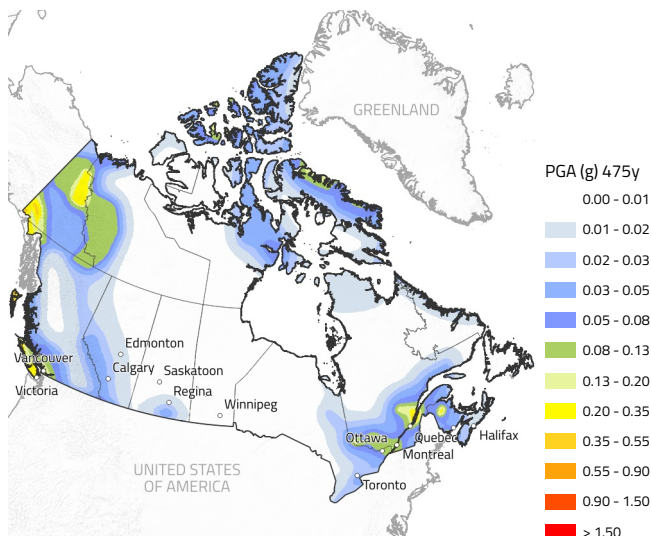 GREENLAND
PGA (g) 475y
0.00 - 0.01
0.01 - 0.02
0.02 - 0.03
0.03 - 0.05
0.05 - 0.08
0.08 - 0.13
0.13 - 0.20
0.20 - 0.35
0.35 - 0.55
0.55 - 0.90
0.90 - 1.50
> 1.50
Edmonton
Vancouver
Calgary
Saskatoon
Victoria
Regina
Winnipeg
Ottawa
Quebec
Halifax
Montreal
Toronto
UNITED STATES
OF AMERICA